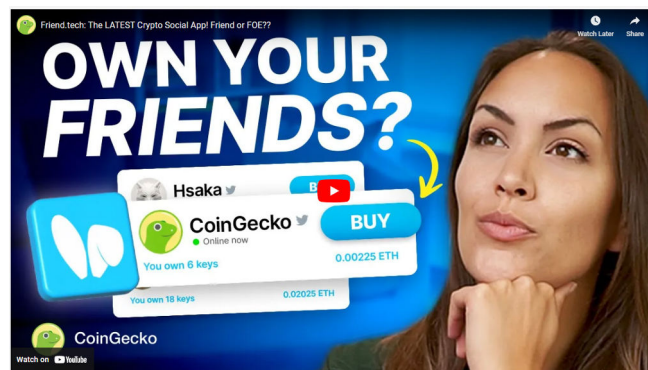 Friend.tech: The LATEST Crypto Social App! Friend or FOE??
Watch Later
Share
OWN YOUR
FRIENDS?
Hsaka
B
CoinGecko
BUY
Online now
You own 6 keys
0.00225 ETH
You own 18 keys
0.02025 ETH
CoinGecko
Watch on YouTube